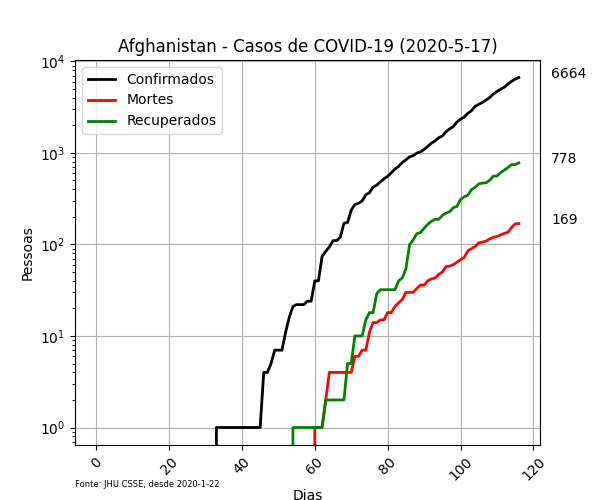 Afghanistan - Casos de COVID-19 (2020-5-17)
Confirmados
Mortes
Recuperados
10^4
10^3
10^2
10^1
10^0
Pessoas
6664
778
169
0 20 40 60 80 100 120
Fonte: JHU CSSE, desde 2020-1-22
Dias